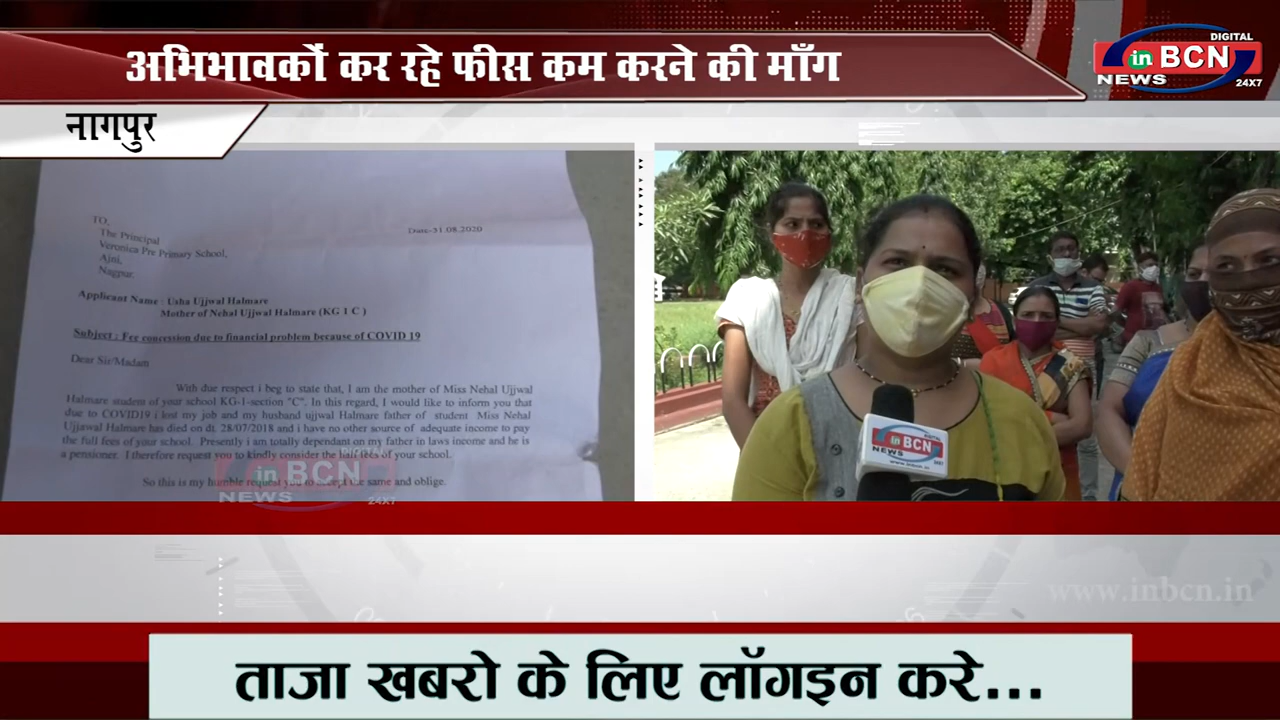 अभिभावकों कर रहे फीस कम करने की माँग
DIGITAL
in BCN
NEWS 24X7
नागपुर
TO,
The Principal
Veronica Pre Primary School,
Ajni,
Nagpur.
Date-31.08.2020
Applicant Name : Usha Ujjwal Halmare
Mother of Nehal Ujjwal Halmare (KG 1 C )
Subject : Fee concession due to financial problem because of COVID 19
Dear Sir/Madam
With due respect i beg to state that, I am the mother of Miss Nehal Ujjwal
Halmare student of your school KG-1-section "C". In this regard, I would like to inform you that
due to COVID19 i lost my job and my husband ujjwal Halmare father of student Miss Nehal
Ujjawal Halmare has died on dt. 28/07/2018 and i have no other source of adequate income to pay
the full fees of your school. Presently i am totally dependant on my father in laws income and he is
a pensioner. I therefore request you to kindly consider the half fees of your school.
So this is my humble request you to accept the same and oblige.
in BCN
NEWS 24X7
DIGITAL
in BCN
NEWS 24X7
www.inbcn.in
www.inbcn.in
ताजा खबरो के लिए लॉगइन करे...